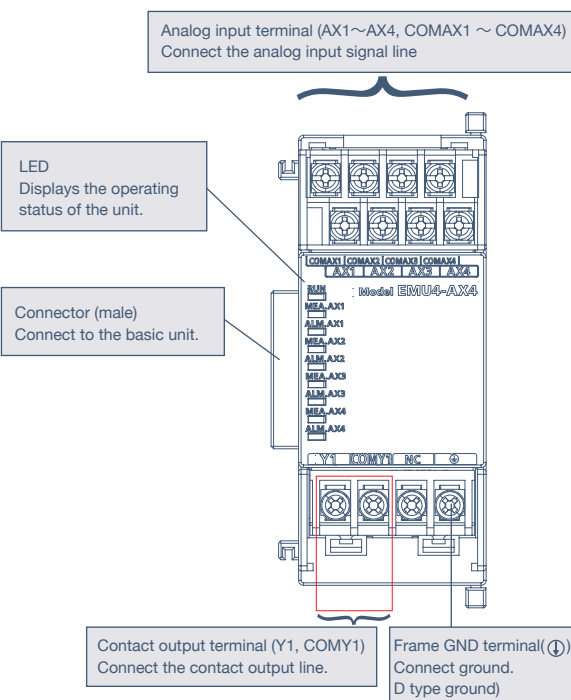 Analog input terminal (AX1～AX4, COMAX1 ～ COMAX4)
Connect the analog input signal line
LED
Displays the operating
status of the unit.
Connector (male)
Connect to the basic unit.
COMAX1 COMAX2 COMAX3 COMAX4
AX1 AX2 AX3 AX4
RUN
Model EMU4-AX4
MEA.AX1
ALM.AX1
MEA.AX2
ALM.AX2
MEA.AX3
ALM.AX3
MEA.AX4
ALM.AX4
Y1 COMY1 NC ⏚
Contact output terminal (Y1, COMY1)
Connect the contact output line.
Frame GND terminal(⏚)
Connect ground.
D type ground)